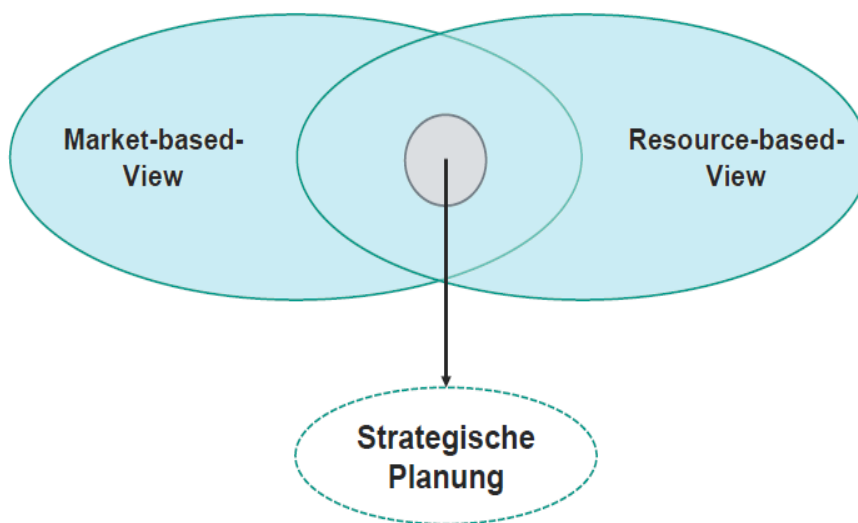 Market-based-
View
Resource-based-
View
Strategische
Planung